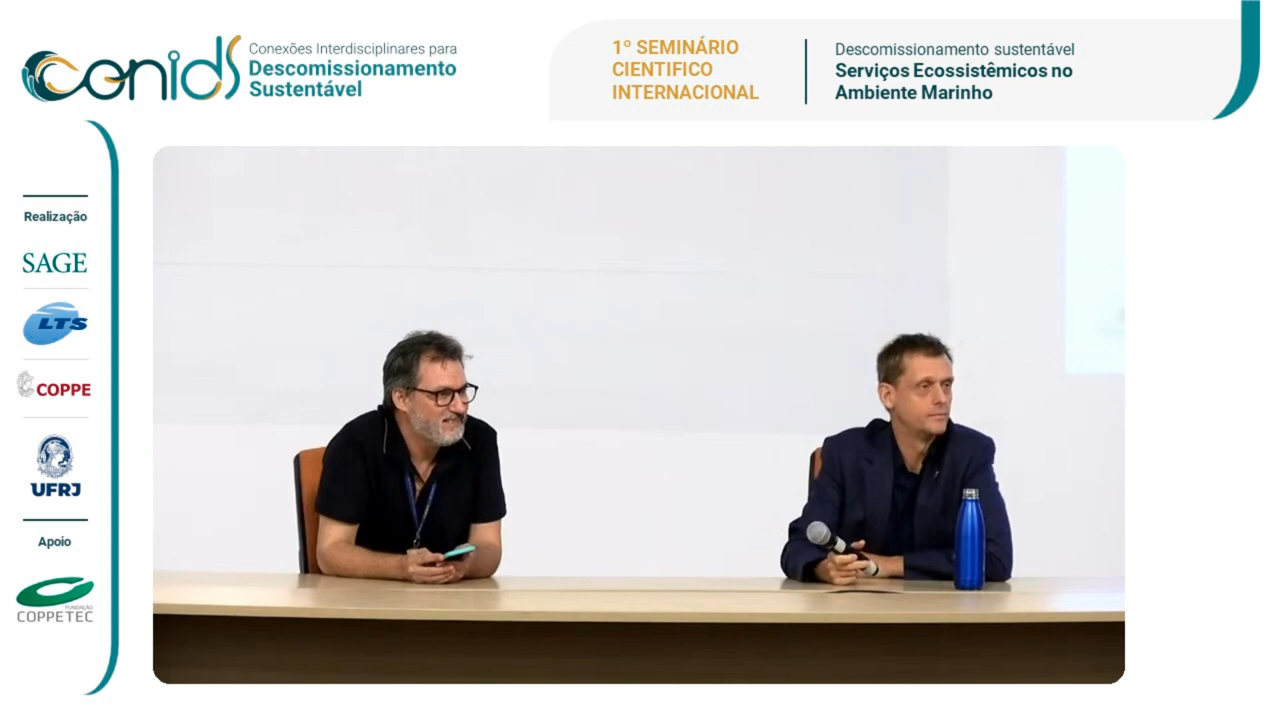 conids
Conexões Interdisciplinares para
Descomissionamento
Sustentável
1º SEMINÁRIO
CIENTIFICO
INTERNACIONAL
Descomissionamento sustentável
Serviços Ecossistêmicos no
Ambiente Marinho
Realização
SAGE
LTS
COPPE
UFRJ
Apoio
FUNDAÇÃO
COPPETEC